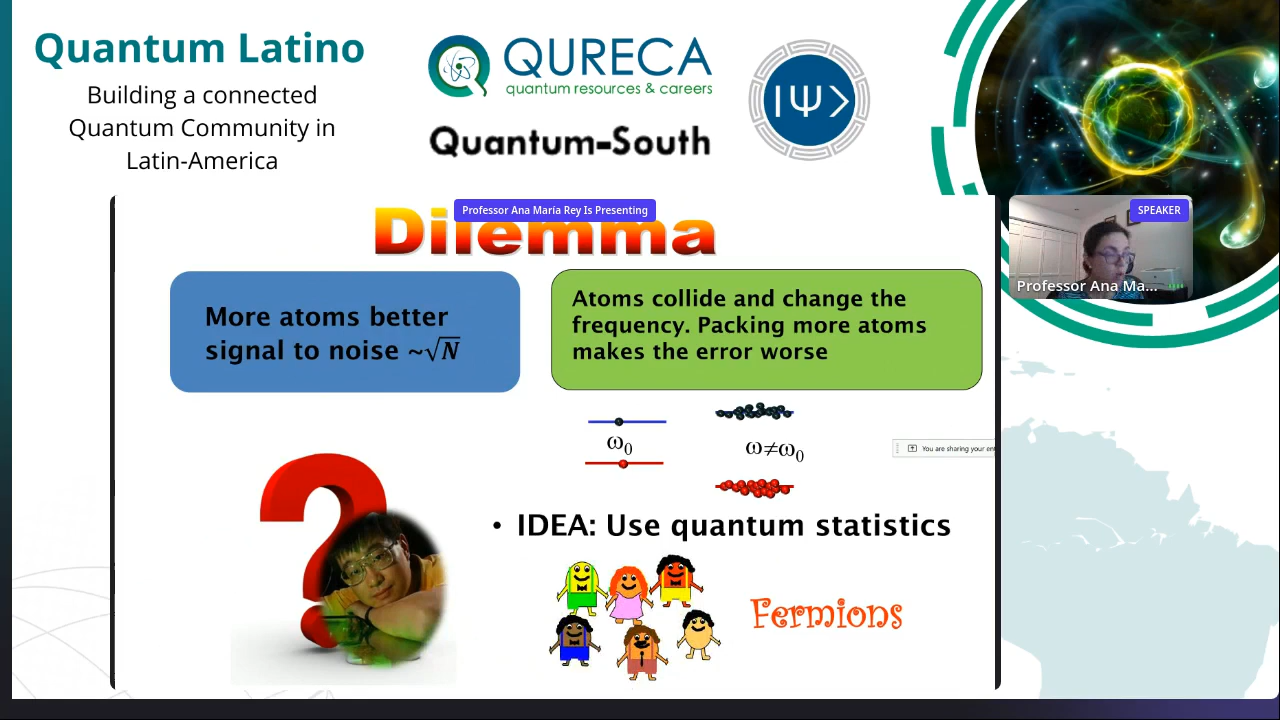 Quantum Latino
Building a connected
Quantum Community in
Latin-America
QURECA
quantum resources & careers
Quantum-South
|Ψ>
Dilemma
Professor Ana María Rey Is Presenting
SPEAKER
Professor Ana Ma...
More atoms better
signal to noise ~√N
Atoms collide and change the
frequency. Packing more atoms
makes the error worse
ω₀
ω≠ω₀
You are sharing your ent
• IDEA: Use quantum statistics
Fermions